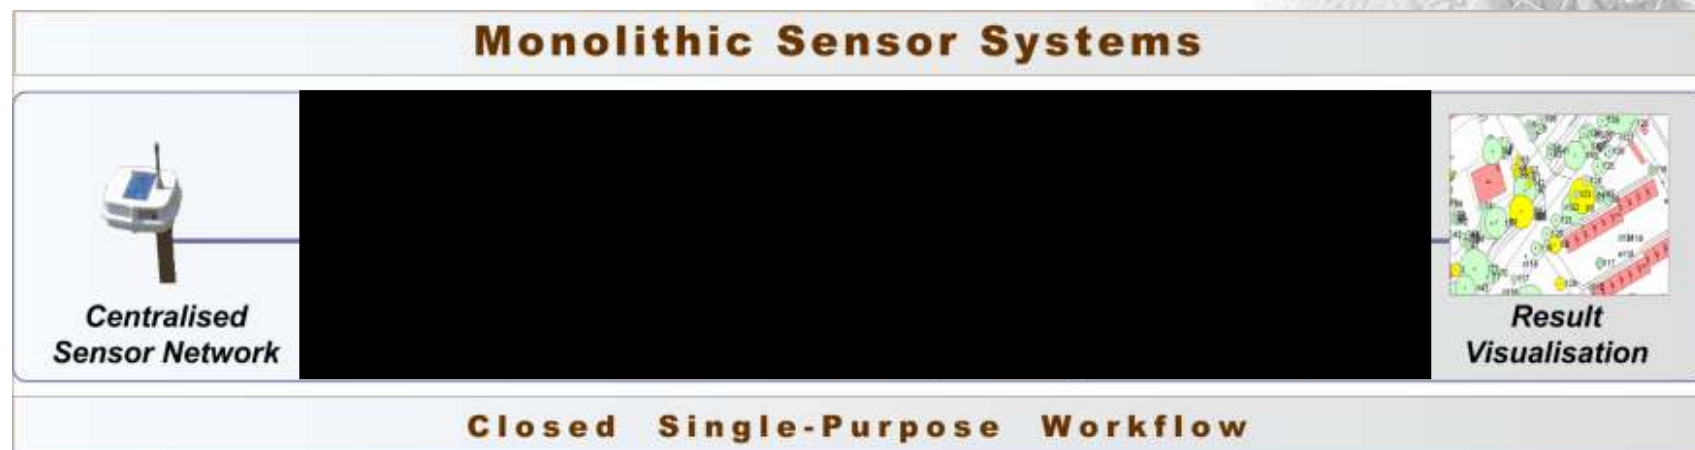 Monolithic Sensor Systems
Centralised
Sensor Network
Result
Visualisation
Closed Single-Purpose Workflow